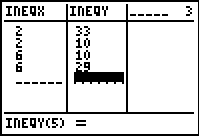 INEQX INEQY ----- 3
2 33
2 10
6 10
6 29
------
INEQY(5) =